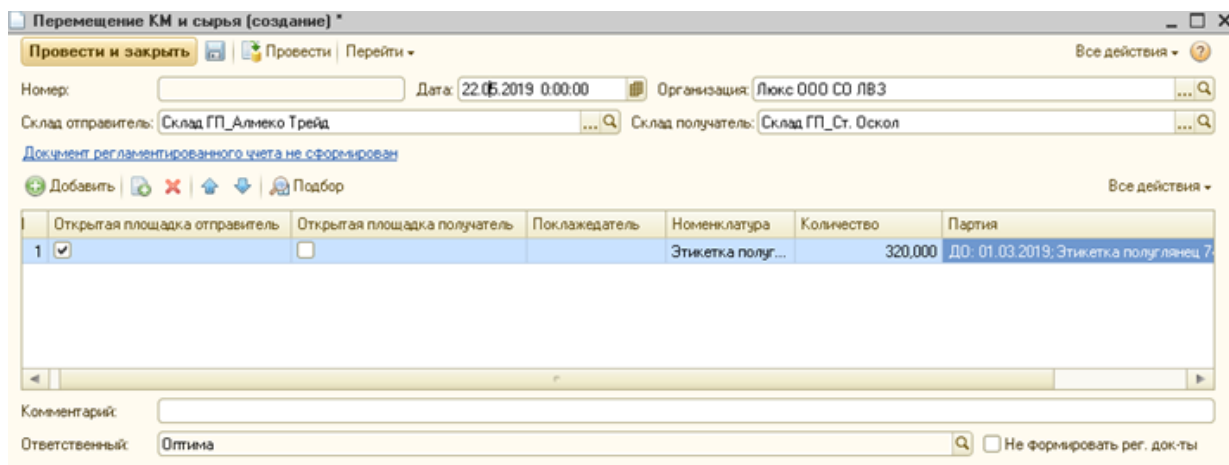 Перемещение КМ и сырья (создание) *
Провести и закрыть Провести Перейти Все действия
Номер: Дата: 22.05.2019 0:00:00 Организация: Люкс ООО СО ЛВЗ ...
Склад отправитель: Склад ГП_Алмеко Трейд ... Склад получатель: Склад ГП_Ст. Оскол ...
Документ регламентированного учета не сформирован
Добавить Подбор Все действия
Открытая площадка отправитель Открытая площадка получатель Поклажедатель Номенклатура Количество Партия
1 Этикетка полуг... 320,000 ДО: 01.03.2019; Этикетка полуглянец 7
Комментарий:
Ответственный: Оптима Не формировать рег. док-ты